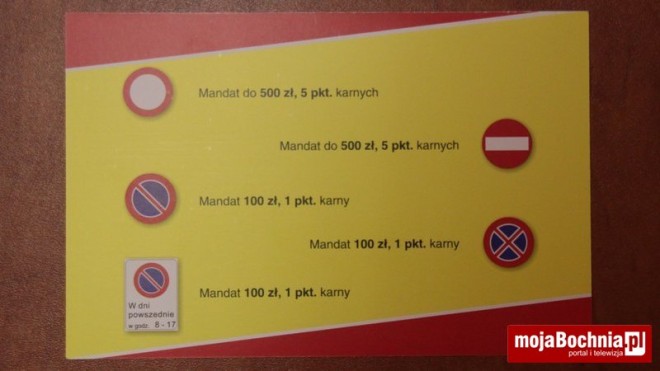 Mandat do 500 zł, 5 pkt. karnych
Mandat do 500 zł, 5 pkt. karnych
Mandat 100 zł, 1 pkt. karny
Mandat 100 zł, 1 pkt. karny
Mandat 100 zł, 1 pkt. karny
W dni
powszednie
w godz. 8 - 17
mojaBochnia.pl
portal i telewizja